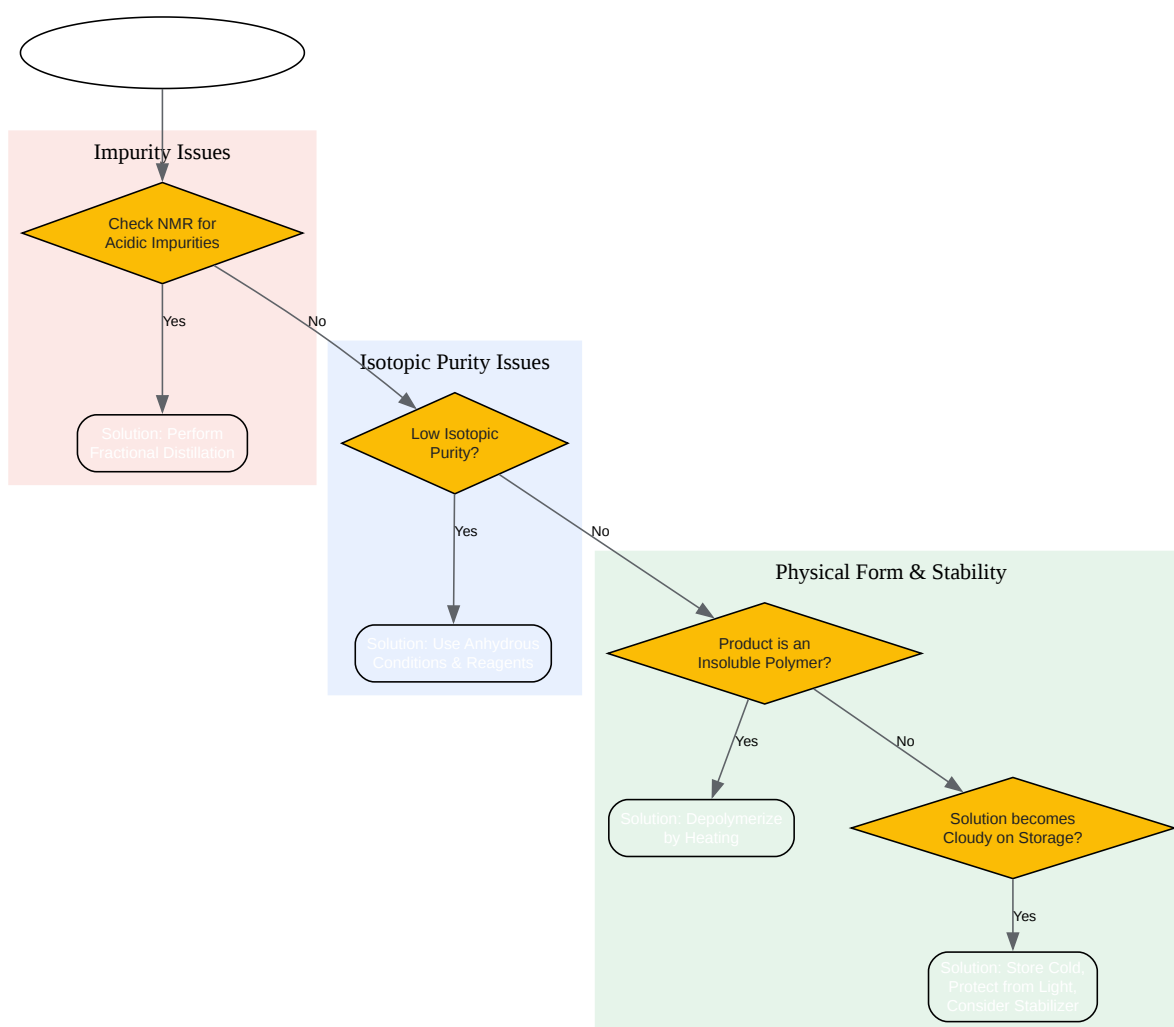 Impurity Issues
Check NMR for
Acidic Impurities
Yes
No
Solution: Perform
Fractional Distillation
Isotopic Purity Issues
Low Isotopic
Purity?
Yes
No
Solution: Use Anhydrous
Conditions & Reagents
Physical Form & Stability
Product is an
Insoluble Polymer?
Yes
No
Solution: Depolymerize
by Heating
Solution becomes
Cloudy on Storage?
Yes
Solution: Store Cold,
Protect from Light,
Consider Stabilizer